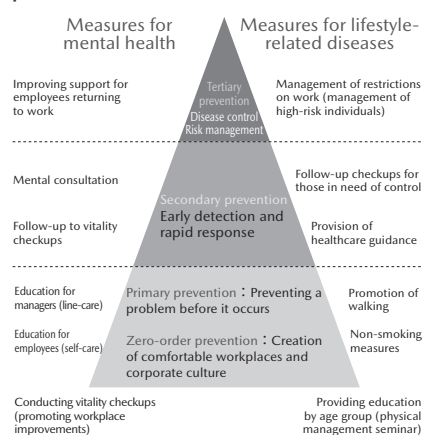 Measures for
mental health
Measures for lifestyle-
related diseases
Improving support for
employees returning
to work
Tertiary
prevention
Disease control
Risk management
Management of restrictions
on work (management of
high-risk individuals)
Mental consultation
Follow-up to vitality
checkups
Secondary prevention
Early detection and
rapid response
Follow-up checkups for
those in need of control
Provision of
healthcare guidance
Education for
managers (line-care)
Education for
employees (self-care)
Primary prevention：Preventing a
problem before it occurs
Zero-order prevention：Creation
of comfortable workplaces and
corporate culture
Promotion of
walking
Non-smoking
measures
Conducting vitality checkups
(promoting workplace
improvements)
Providing education
by age group (physical
management seminar)